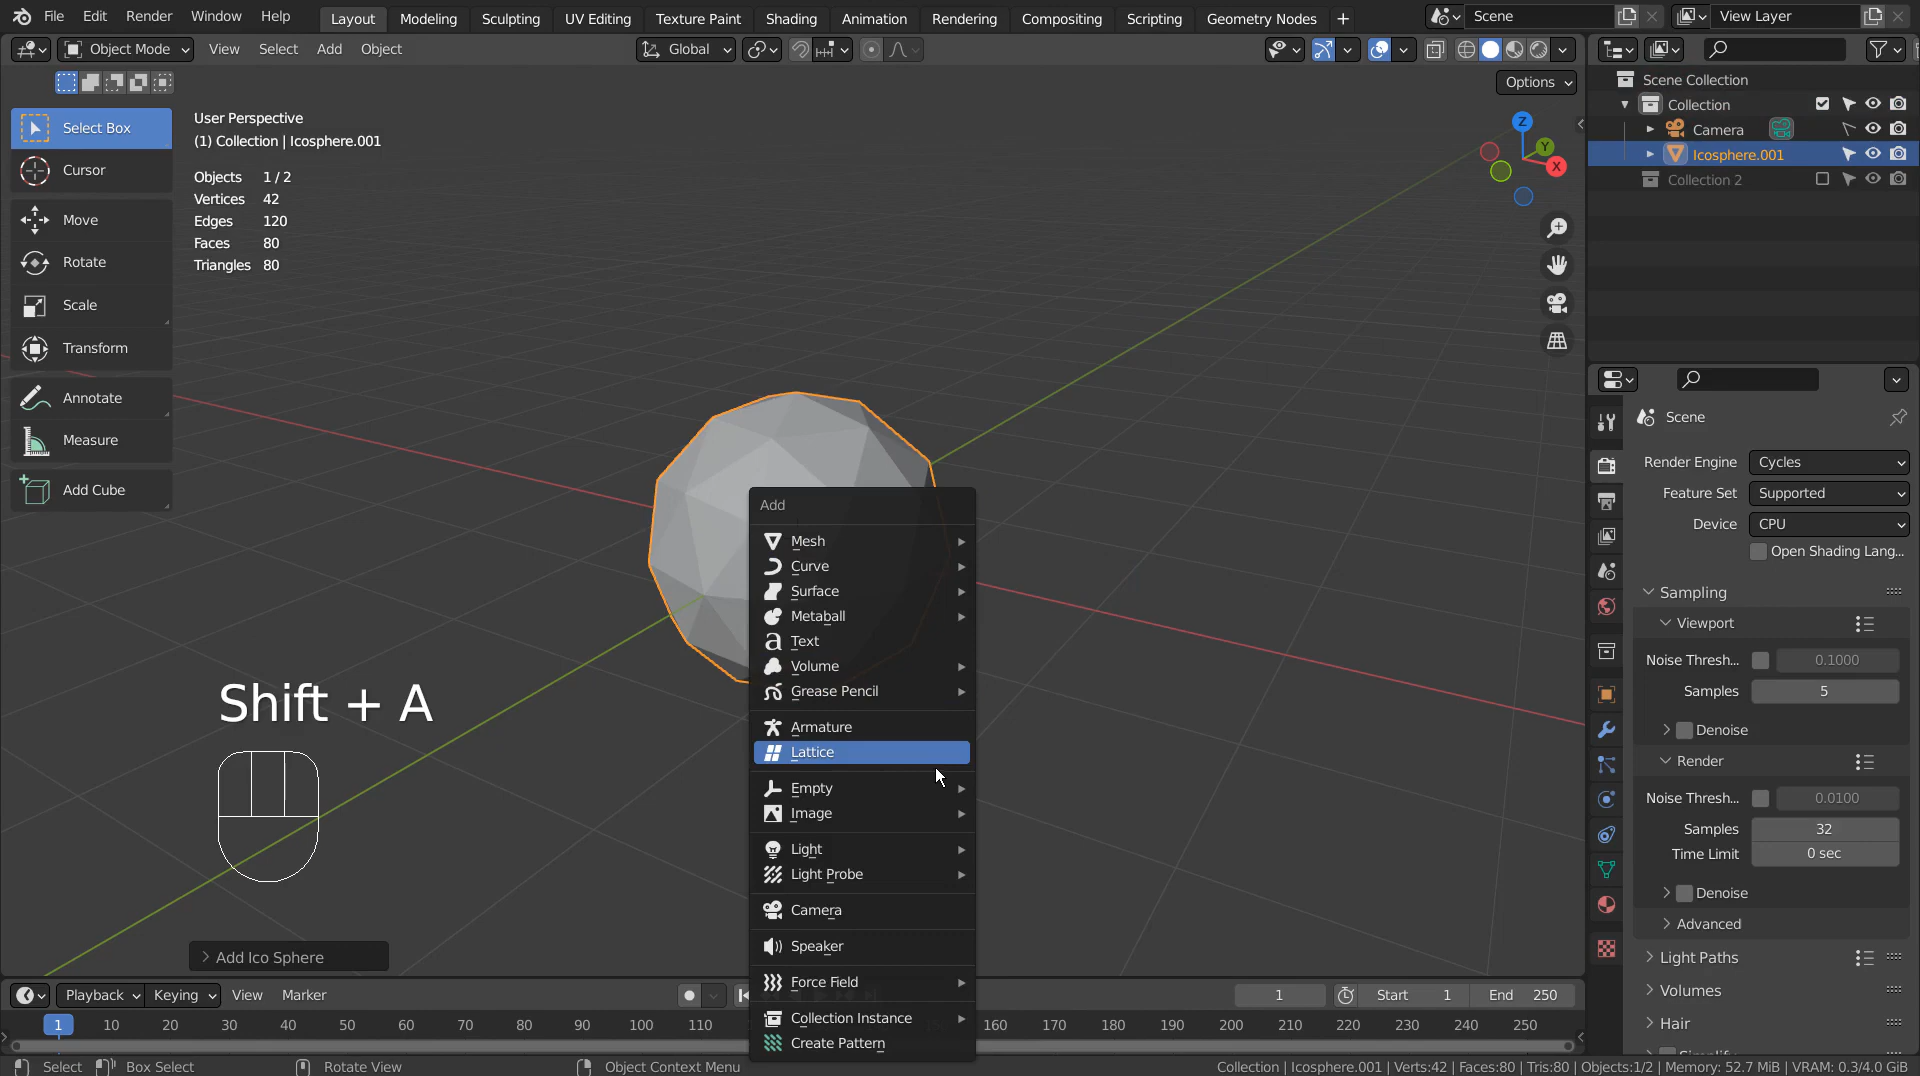 File Edit Render Window Help Layout Modeling Sculpting UV Editing Texture Paint Shading Animation Rendering Compositing Scripting Geometry Nodes + Scene View Layer
Object Mode View Select Add Object Global
Options
Select Box
Cursor
Move
Rotate
Scale
Transform
Annotate
Measure
Add Cube
User Perspective
(1) Collection | Icosphere.001
Objects 1 / 2
Vertices 42
Edges 120
Faces 80
Triangles 80
Z
Y
X
Shift + A
Add
Mesh
Curve
Surface
Metaball
Text
Volume
Grease Pencil
Armature
Lattice
Empty
Image
Light
Light Probe
Camera
Speaker
Force Field
Collection Instance
Create Pattern
Add Ico Sphere
Scene Collection
Collection
Camera
Icosphere.001
Collection 2
Scene
Render Engine Cycles
Feature Set Supported
Device CPU
Open Shading Lang...
Sampling
Viewport
Noise Thresh... 0.1000
Samples 5
Denoise
Render
Noise Thresh... 0.0100
Samples 32
Time Limit 0 sec
Denoise
Advanced
Light Paths
Volumes
Hair
Playback Keying View Marker 1 Start 1 End 250
1 10 20 30 40 50 60 70 80 90 100 110 160 170 180 190 200 210 220 230 240 250
Select Box Select Rotate View Object Context Menu Collection | Icosphere.001 | Verts:42 | Faces:80 | Tris:80 | Objects:1/2 | Memory: 52.7 MiB | VRAM: 0.3/4.0 GiB